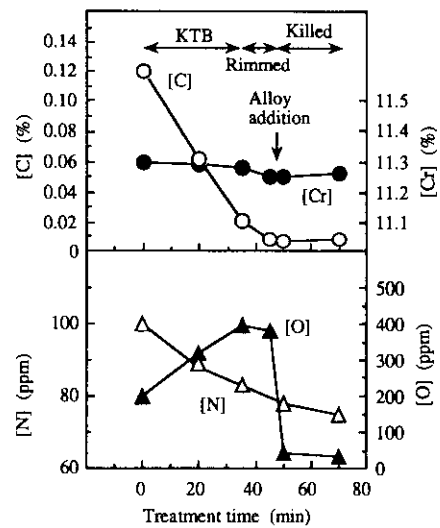 KTB
Killed
Rimmed
Alloy
addition
[C]
[Cr]
[C] (%)
0.14
0.12
0.10
0.08
0.06
0.04
0.02
0
[Cr] (%)
11.5
11.4
11.3
11.2
11.1
[O]
[N]
[N] (ppm)
100
80
60
[O] (ppm)
500
400
300
200
100
0
0 20 40 60 80
Treatment time (min)